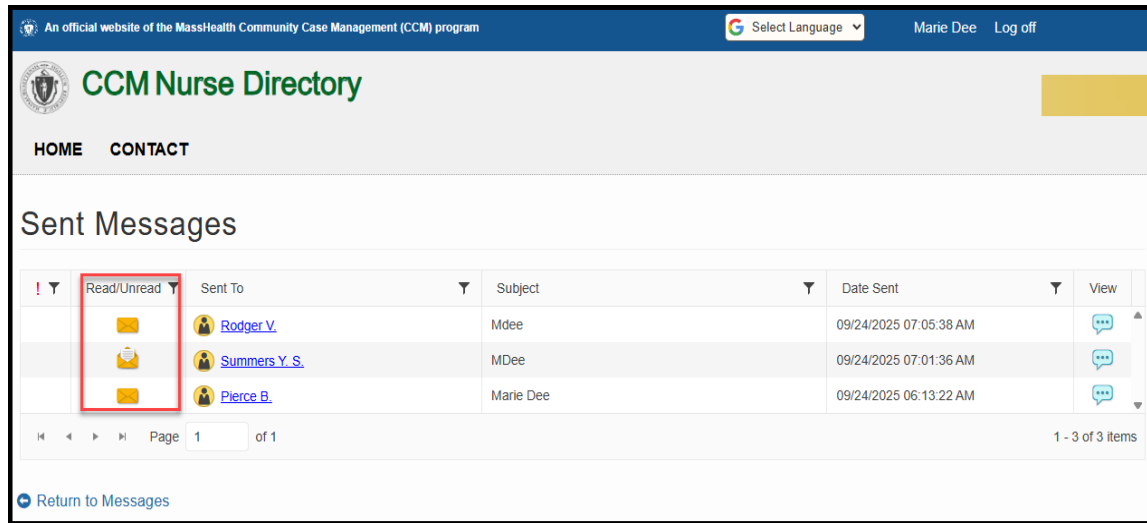 An official website of the MassHealth Community Case Management (CCM) program Select Language Marie Dee Log off
CCM Nurse Directory
HOME CONTACT
Sent Messages
! Read/Unread Sent To Subject Date Sent View
Rodger V. Mdee 09/24/2025 07:05:38 AM
Summers Y. S. MDee 09/24/2025 07:01:36 AM
Pierce B. Marie Dee 09/24/2025 06:13:22 AM
Page 1 of 1 1 - 3 of 3 items
Return to Messages